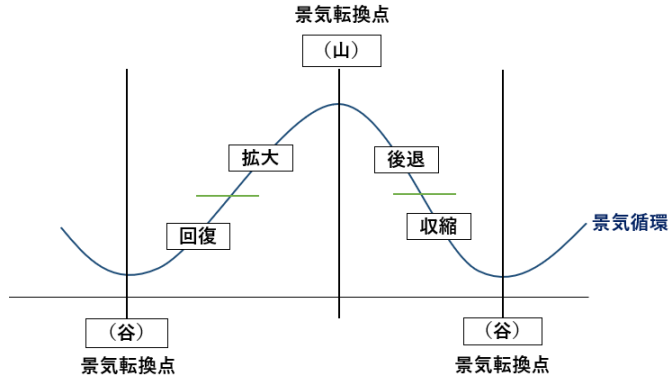 景気転換点
（山）
拡大
後退
回復
収縮
景気循環
（谷）
（谷）
景気転換点
景気転換点